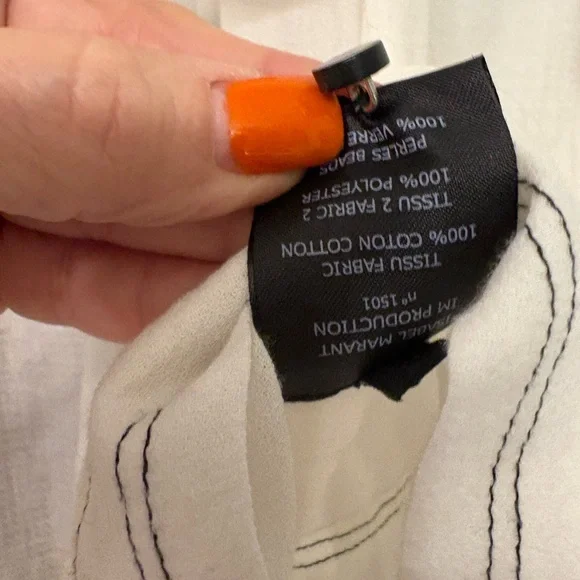 ISABEL MARANT
IM PRODUCTION
n° 1501
TISSU FABRIC
100% COTON COTTON
TISSU 2 FABRIC 2
100% POLYESTER
PERLES BEADS
100% VERRE